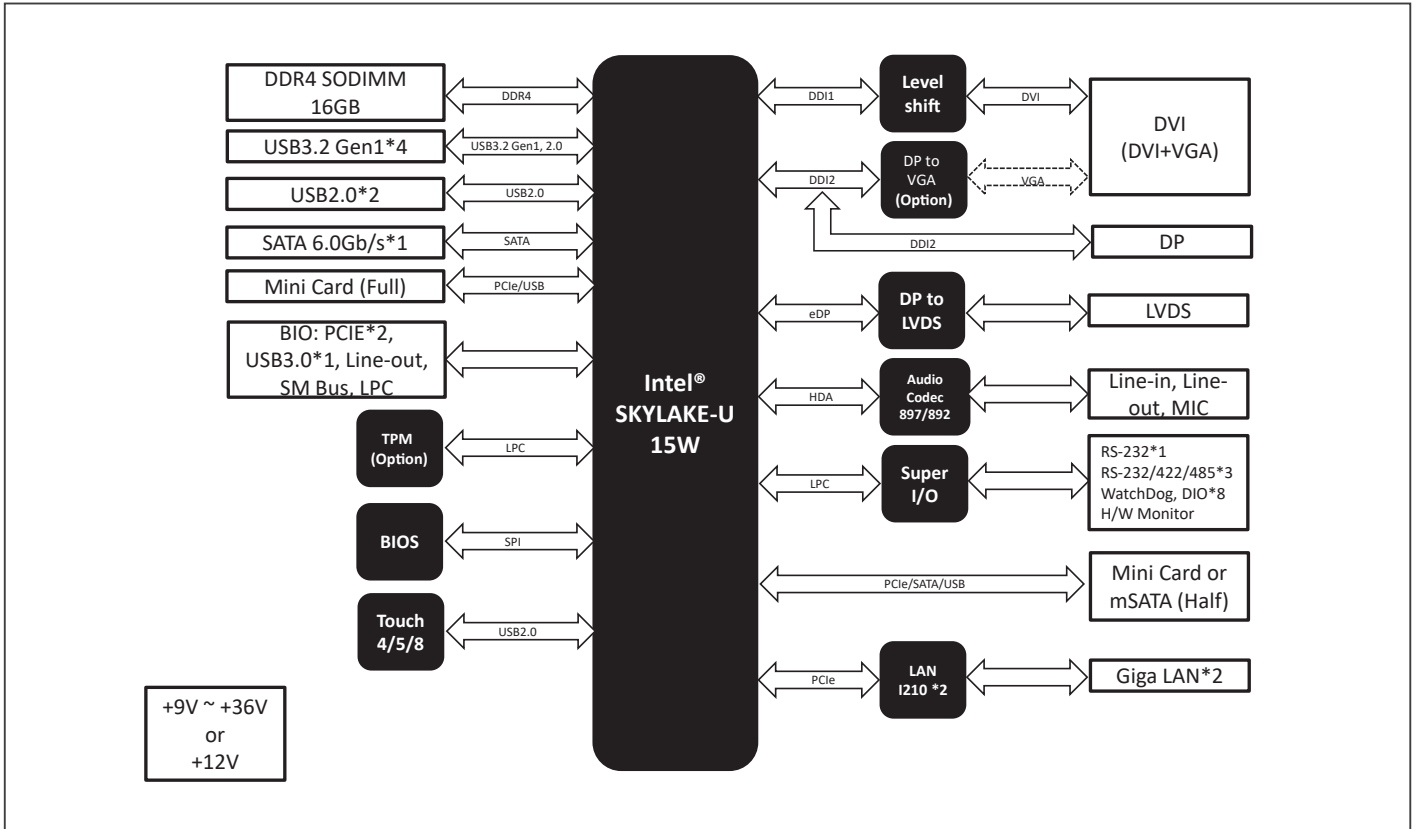 DDR4 SODIMM
16GB
DDR4
USB3.2 Gen1*4
USB3.2 Gen1, 2.0
USB2.0*2
USB2.0
SATA 6.0Gb/s*1
SATA
Mini Card (Full)
PCIe/USB
BIO: PCIE*2,
USB3.0*1, Line-out,
SM Bus, LPC
TPM
(Option)
LPC
BIOS
SPI
Touch
4/5/8
USB2.0
+9V ~ +36V
or
+12V
Intel®
SKYLAKE-U
15W
DDI1
Level
shift
DVI
DVI
(DVI+VGA)
DDI2
DP to
VGA
(Option)
VGA
DDI2
DP
eDP
DP to
LVDS
LVDS
HDA
Audio
Codec
897/892
Line-in, Line-
out, MIC
LPC
Super
I/O
RS-232*1
RS-232/422/485*3
WatchDog, DIO*8
H/W Monitor
PCIe/SATA/USB
Mini Card or
mSATA (Half)
PCIe
LAN
I210 *2
Giga LAN*2